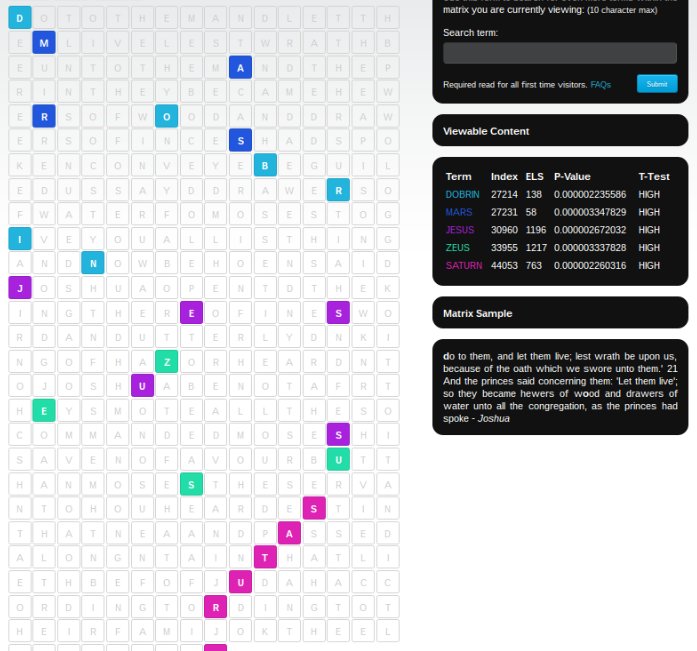 D O T O T H E M A N D L E T T H
E M L I V E L E S T W R A T H B
E U N T O T H E M A N D T H E P
R I N T H E Y B E C A M E H E W
E R S O F W O O D A N D D R A W
E R S O F I N C E S H A D S P O
K E N C O N V E Y E B E G U I L
E D U S S A Y D D R A W E R S O
F W A T E R F O M O S E S T O G
I V E Y O U A L L I S T H I N G
A N D N O W B E H O E N S A I D
J O S H U A O P E N T D T H E K
I N G T H E R E O F I N E S W O
R D A N D U T T E R L Y D N K I
N G O F H A Z O R H E A R D N T
O J O S H U A B E N O T A F R T
H E Y S M O T E A L L T H E S O
C O M M A N D E D M O S E S H I
S A V E N O F A V O U R B U T T
H A N M O S E S T H E S E R V A
N T O H O U H E A R D E S T I N
T H A T N E A A N D P A S S E D
A L O N G N T A I N T H A T L I
E T H B E F O F J U D A H A C C
O R D I N G T O R D I N G T O T
H E I R F A M I J O K T H E E L
matrix you are currently viewing: (10 character max)
Search term:
Required read for all first time visitors. FAQs
Submit
Viewable Content
Term Index ELS P-Value T-Test
DOBRIN 27214 138 0.000002235586 HIGH
MARS 27231 58 0.000003347829 HIGH
JESUS 30960 1196 0.000002672032 HIGH
ZEUS 33955 1217 0.000003337828 HIGH
SATURN 44053 763 0.000002260316 HIGH
Matrix Sample
do to them, and let them live; lest wrath be upon us,
because of the oath which we swore unto them.' 21
And the princes said concerning them: 'Let them live';
so they became hewers of wood and drawers of
water unto all the congregation, as the princes had
spoke - Joshua